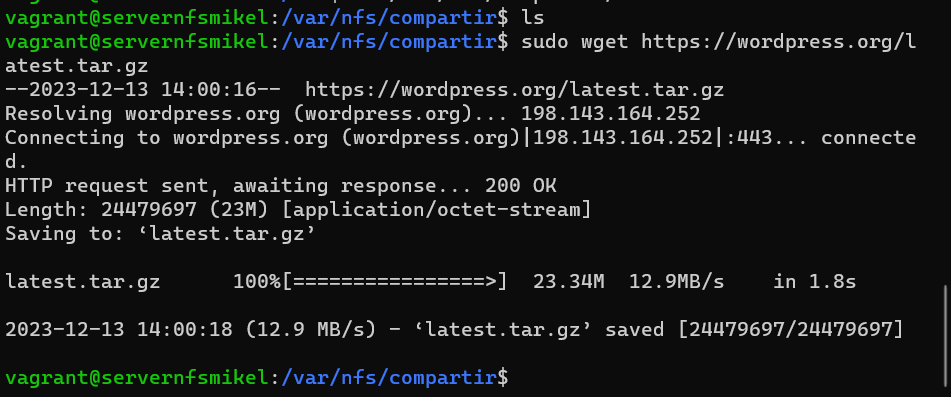 vagrant@servernfsmikel:/var/nfs/compartir$ ls
vagrant@servernfsmikel:/var/nfs/compartir$ sudo wget https://wordpress.org/l
atest.tar.gz
--2023-12-13 14:00:16--  https://wordpress.org/latest.tar.gz
Resolving wordpress.org (wordpress.org)... 198.143.164.252
Connecting to wordpress.org (wordpress.org)|198.143.164.252|:443... connecte
d.
HTTP request sent, awaiting response... 200 OK
Length: 24479697 (23M) [application/octet-stream]
Saving to: ‘latest.tar.gz’
latest.tar.gz      100%[================>]  23.34M  12.9MB/s    in 1.8s
2023-12-13 14:00:18 (12.9 MB/s) - ‘latest.tar.gz’ saved [24479697/24479697]
vagrant@servernfsmikel:/var/nfs/compartir$